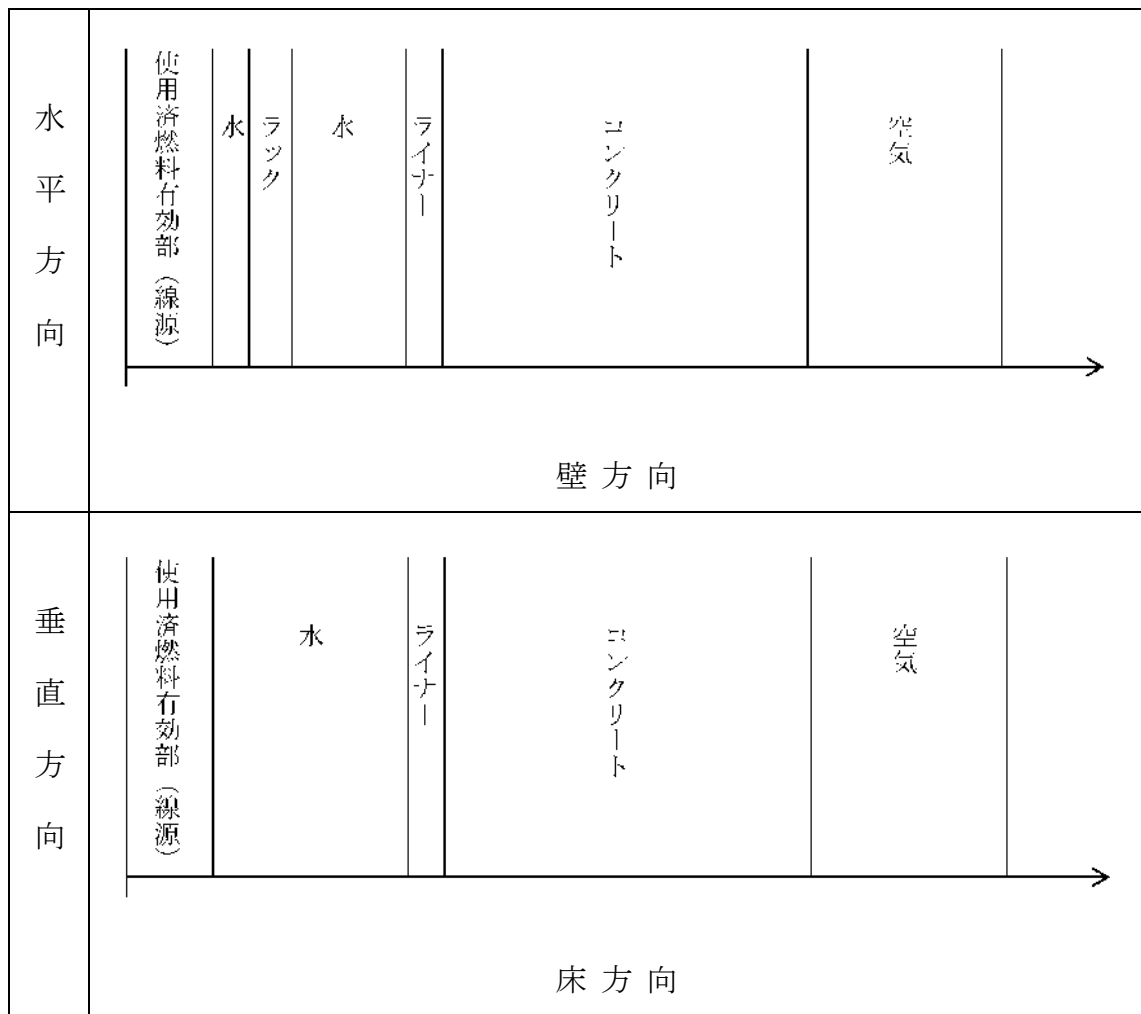 水平方向
使用済燃料有効部（線源）
水
ラック
水
ライナー
コンクリート
空気
壁方向
垂直方向
使用済燃料有効部（線源）
水
ライナー
コンクリート
空気
床方向